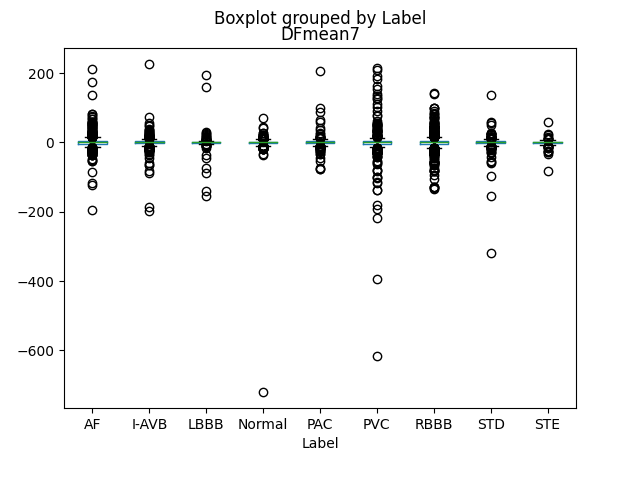 Boxplot grouped by Label
DFmean7
200
0
−200
−400
−600
AF I-AVB LBBB Normal PAC PVC RBBB STD STE
Label